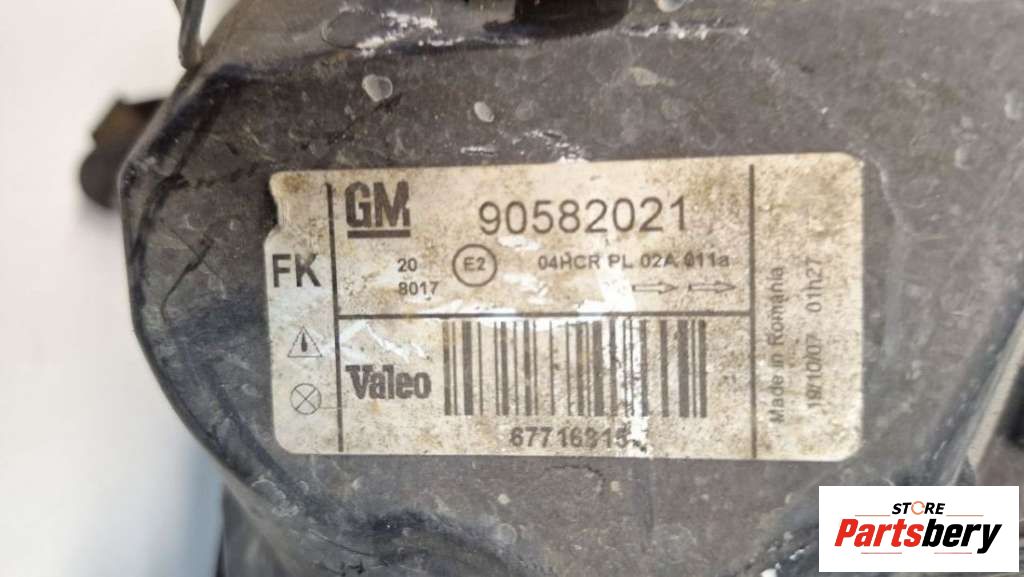 GM
90582021
FK
20
8017
E2
04HCR PL 02A 011a
Valeo
67716315
Made in Romania
19/10/07 01h27
STORE
Partsbery